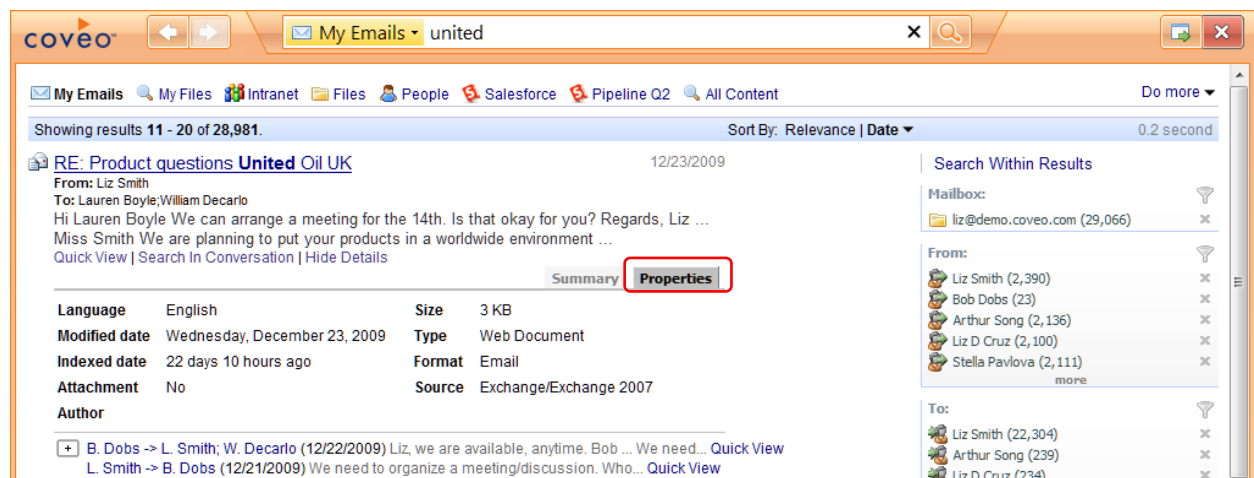 coveo™ My Emails united
My Emails My Files Intranet Files People Salesforce Pipeline Q2 All Content Do more
Showing results 11 - 20 of 28,981. Sort By: Relevance | Date 0.2 second
RE: Product questions United Oil UK 12/23/2009
From: Liz Smith
To: Lauren Boyle;William Decarlo
Hi Lauren Boyle We can arrange a meeting for the 14th. Is that okay for you? Regards, Liz ...
Miss Smith We are planning to put your products in a worldwide environment ...
Quick View | Search In Conversation | Hide Details
Summary Properties
Language English Size 3 KB
Modified date Wednesday, December 23, 2009 Type Web Document
Indexed date 22 days 10 hours ago Format Email
Attachment No Source Exchange/Exchange 2007
Author
B. Dobs -> L. Smith; W. Decarlo (12/22/2009) Liz, we are available, anytime. Bob ... We need... Quick View
L. Smith -> B. Dobs (12/21/2009) We need to organize a meeting/discussion. Who... Quick View
Search Within Results
Mailbox:
liz@demo.coveo.com (29,066)
From:
Liz Smith (2,390)
Bob Dobs (23)
Arthur Song (2,136)
Liz D Cruz (2,100)
Stella Pavlova (2,111)
more
To:
Liz Smith (22,304)
Arthur Song (239)
Liz D Cruz (234)